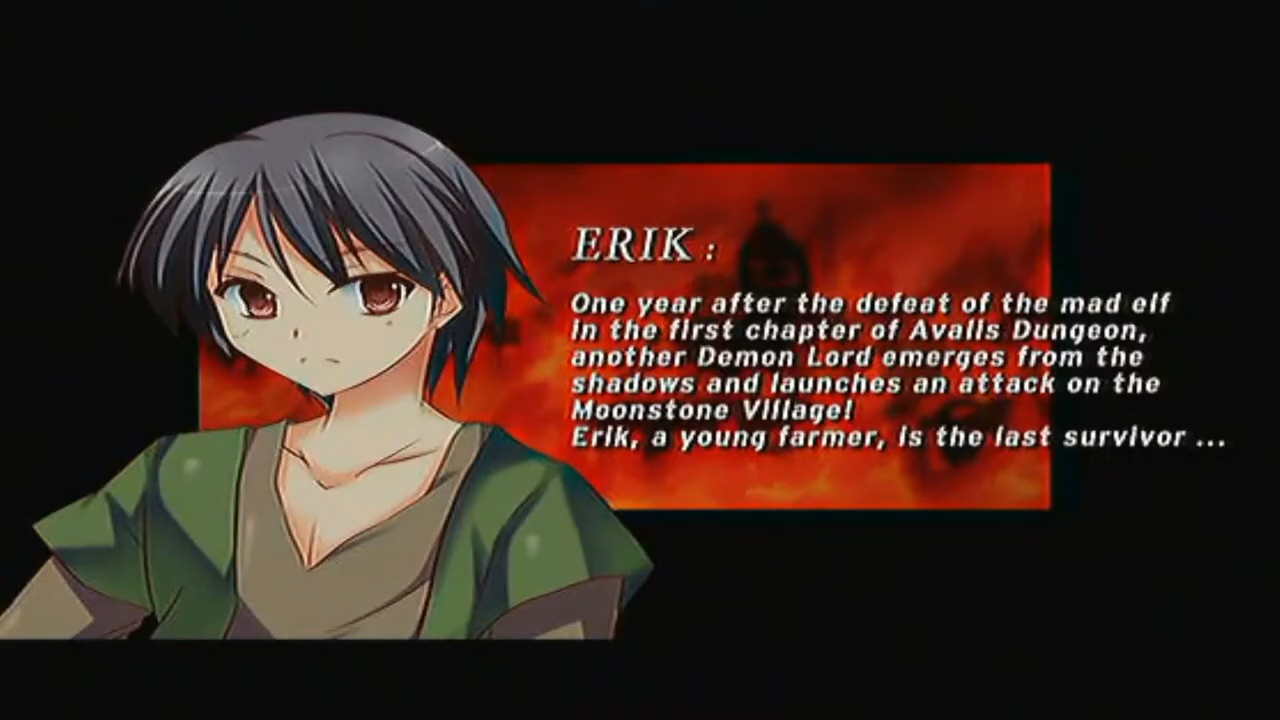 ERIK :
One year after the defeat of the mad elf
in the first chapter of Avalis Dungeon,
another Demon Lord emerges from the
shadows and launches an attack on the
Moonstone Village!
Erik, a young farmer, is the last survivor ...